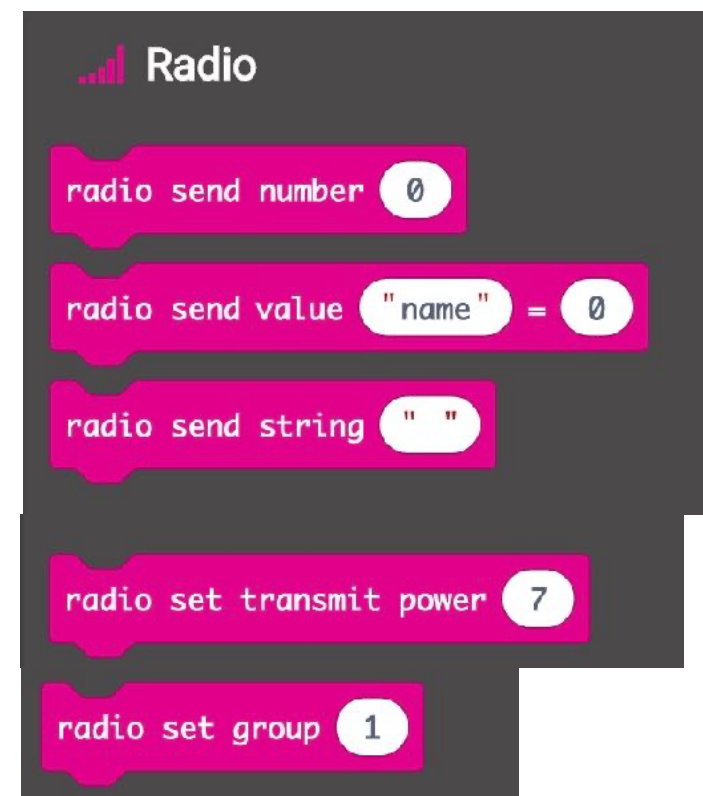 Radio
radio send number 0
radio send value "name" = 0
radio send string " "
radio set transmit power 7
radio set group 1